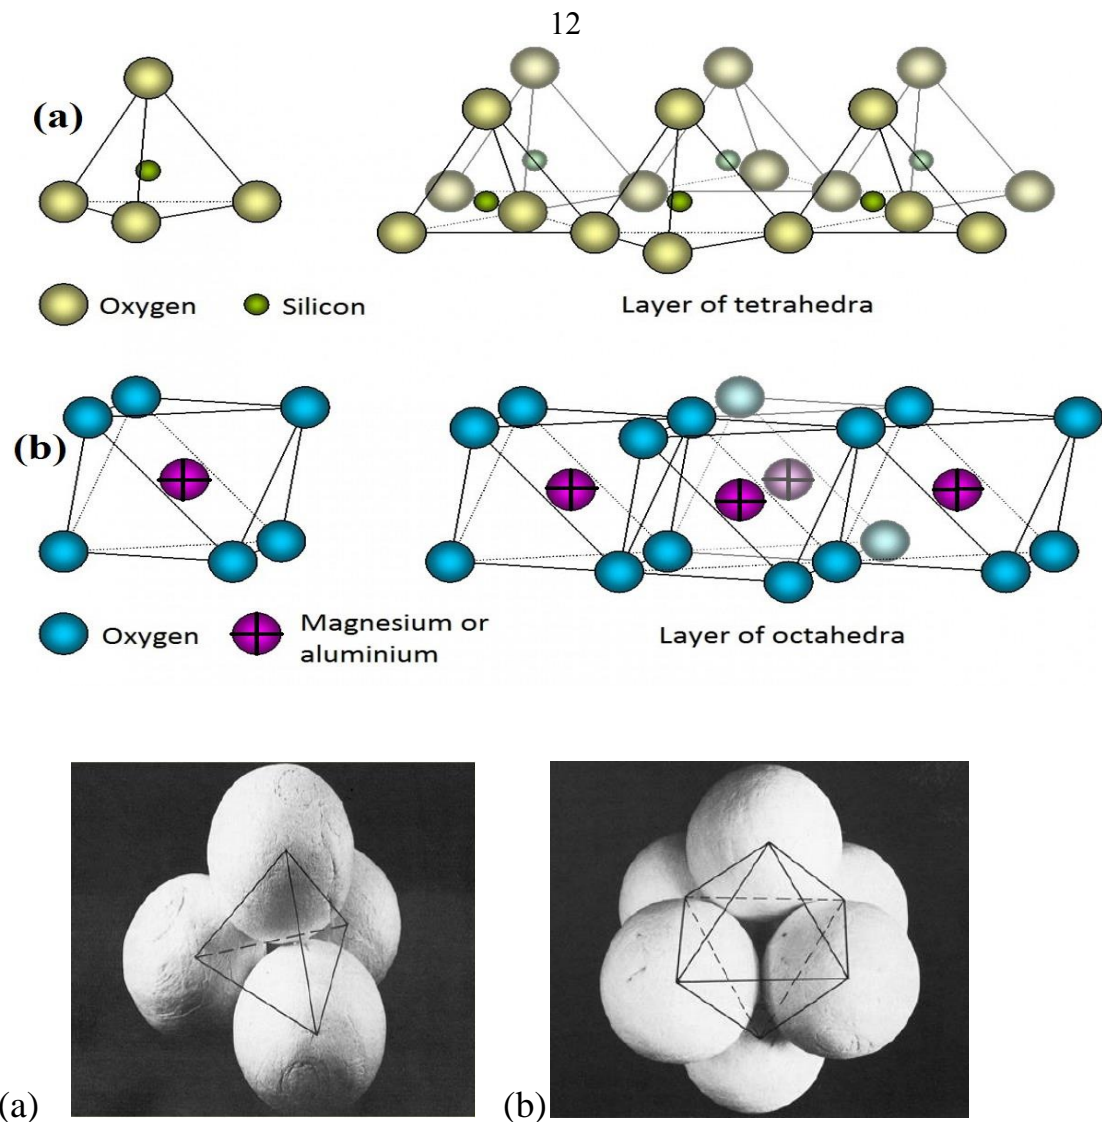 12
(a)
Oxygen Silicon Layer of tetrahedra
(b)
Oxygen Magnesium or
aluminium Layer of octahedra
(a) (b)